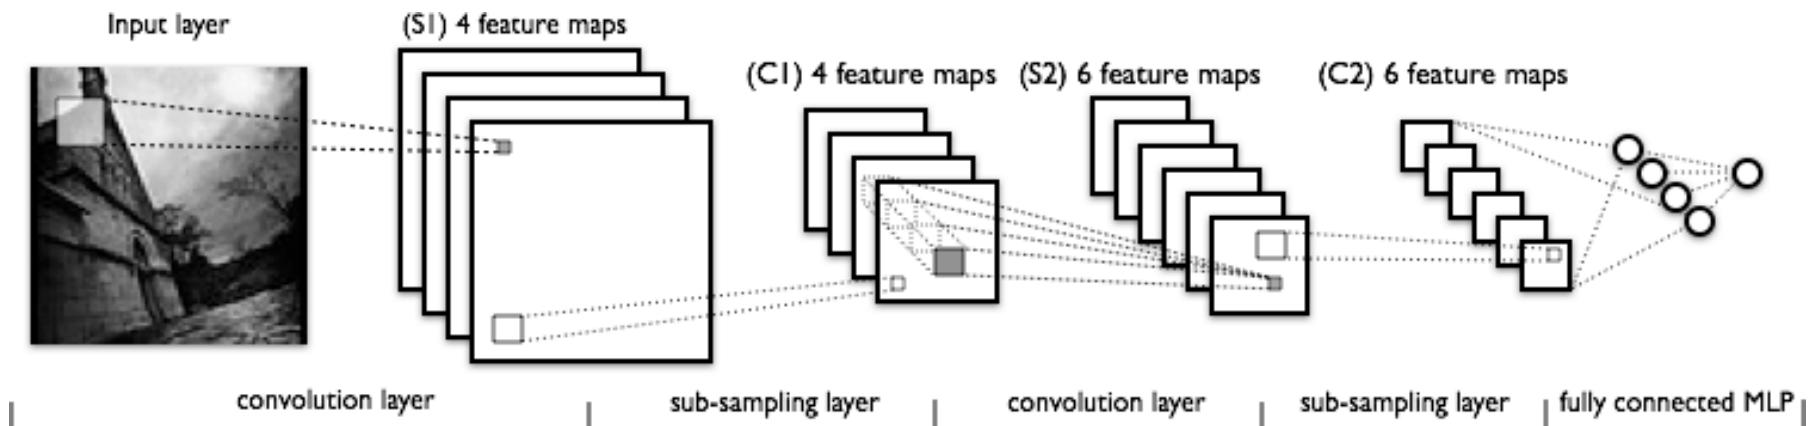 Input layer
(S1) 4 feature maps
(C1) 4 feature maps
(S2) 6 feature maps
(C2) 6 feature maps
convolution layer
sub-sampling layer
convolution layer
sub-sampling layer
fully connected MLP